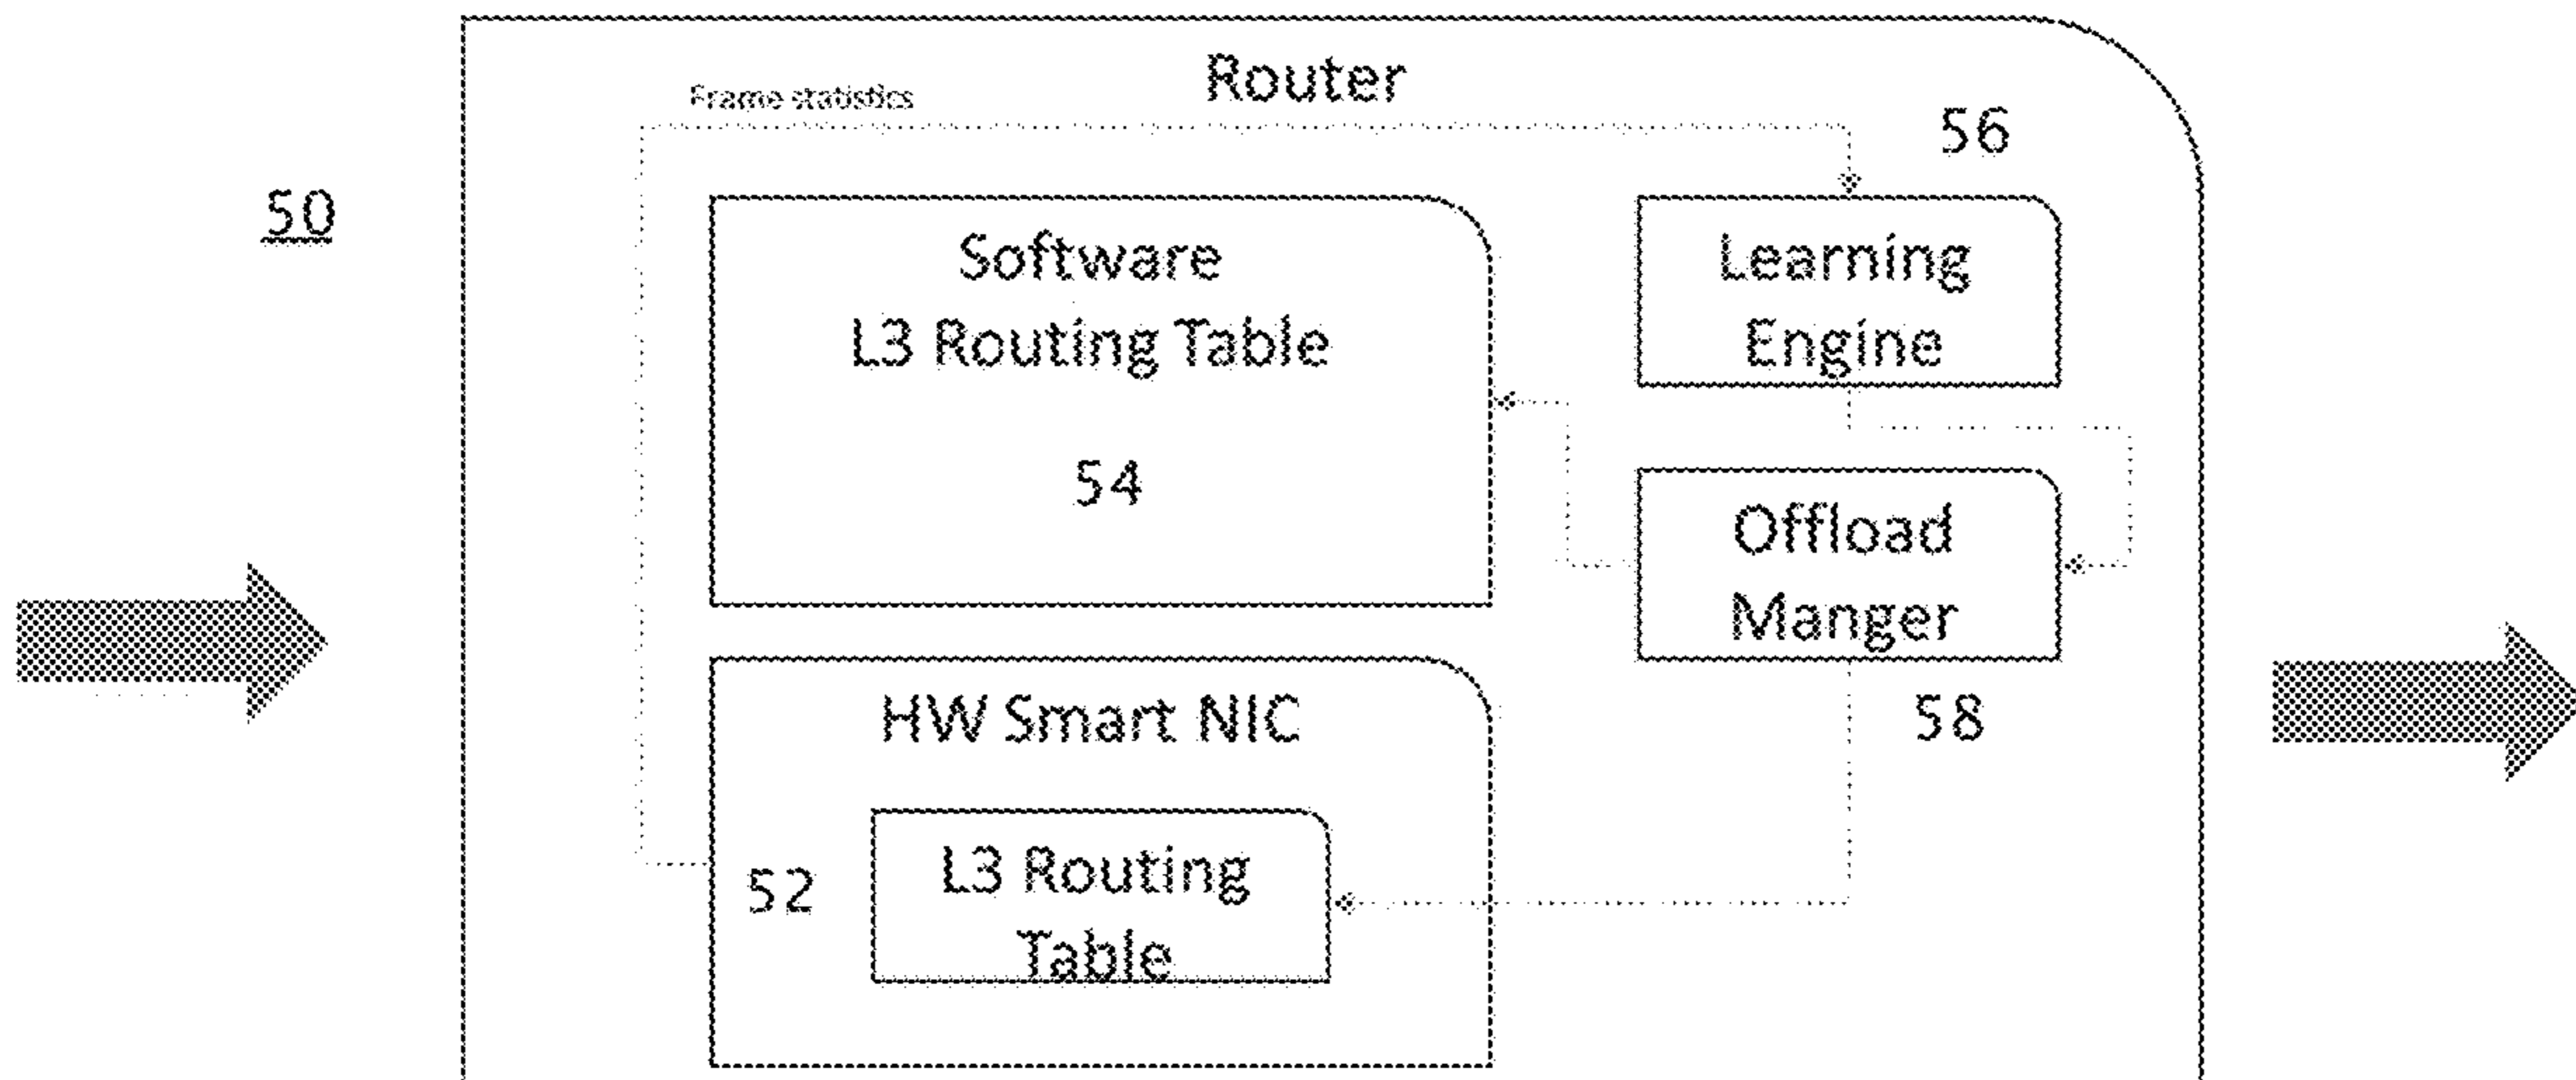 Router
Frame statistics
56
50
Software
L3 Routing Table
54
Learning
Engine
Offload
Manger
58
HW Smart NIC
52
L3 Routing
Table